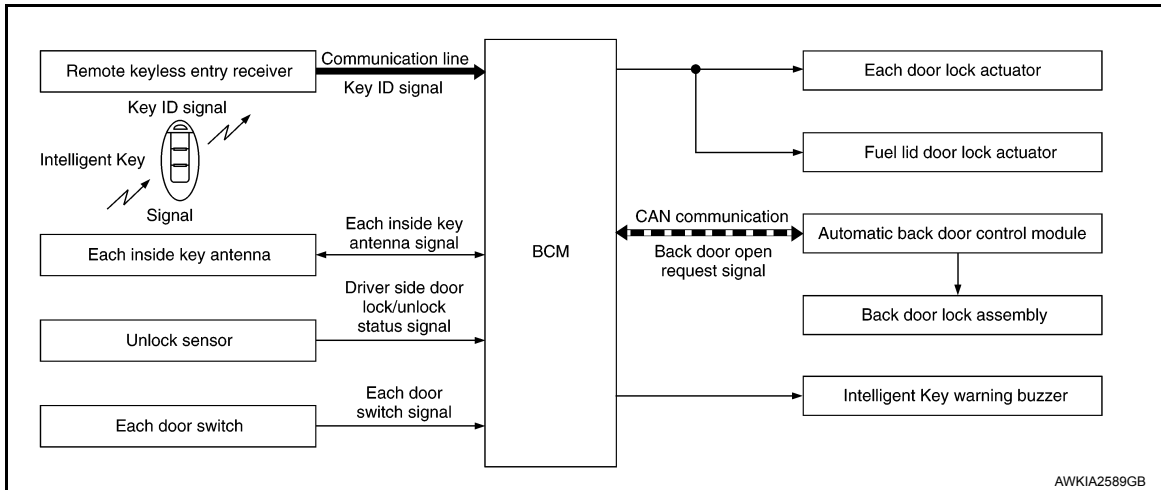 Remote keyless entry receiver
Communication line
Key ID signal
Key ID signal
Intelligent Key
Signal
Each inside key antenna
Each inside key
antenna signal
Unlock sensor
Driver side door
lock/unlock
status signal
Each door switch
Each door
switch signal
BCM
Each door lock actuator
Fuel lid door lock actuator
CAN communication
Back door open
request signal
Automatic back door control module
Back door lock assembly
Intelligent Key warning buzzer
AWKIA2589GB